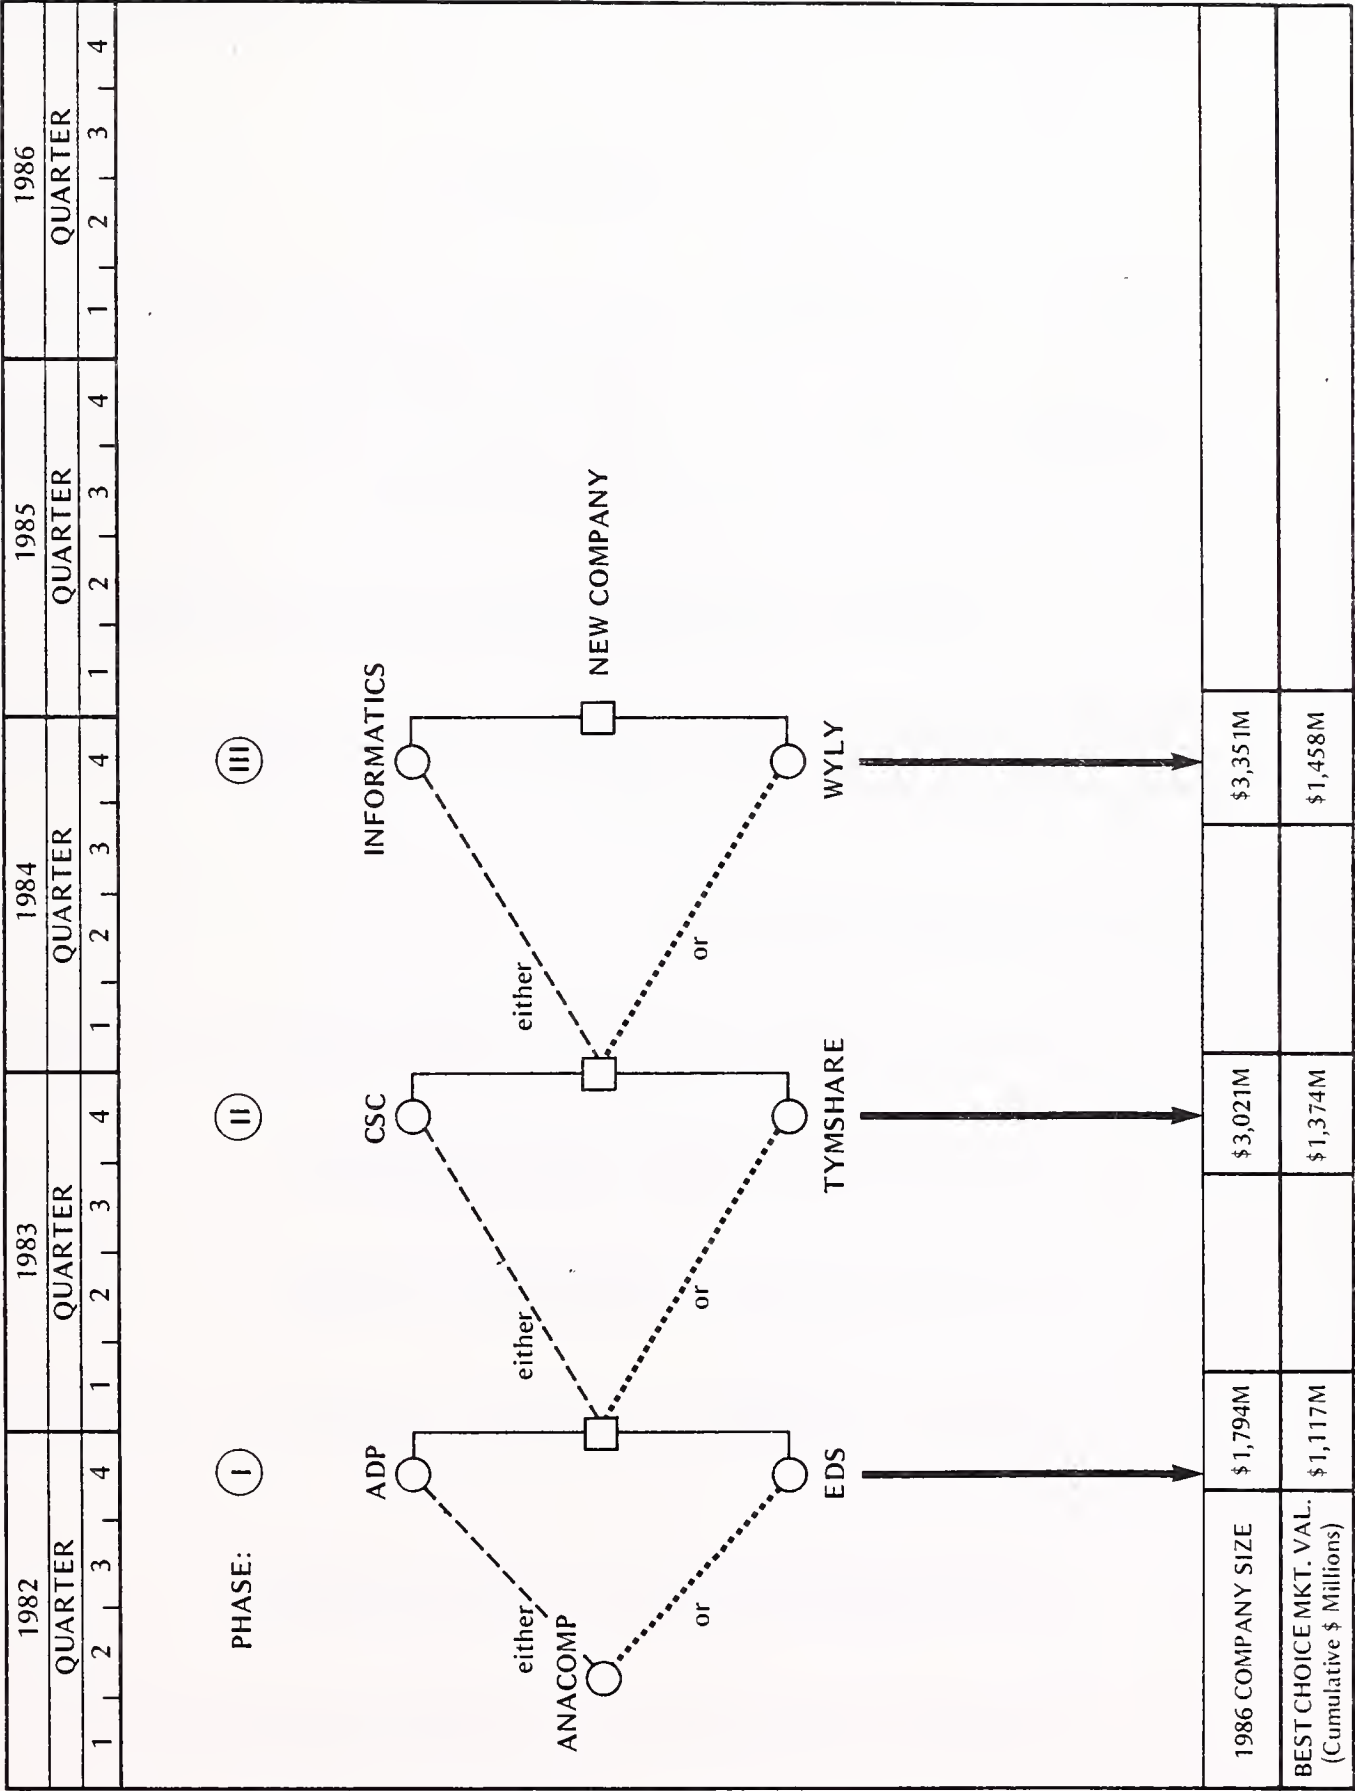 1982 1983 1984 1985 1986
QUARTER QUARTER QUARTER QUARTER QUARTER
1 | 2 | 3 | 4 1 | 2 | 3 | 4 1 | 2 | 3 | 4 1 | 2 | 3 | 4 1 | 2 | 3 | 4
PHASE: I II III
ADP CSC INFORMATICS
either either either
ANACOMP NEW COMPANY
or or or
EDS TYMSHARE WYLY
1986 COMPANY SIZE $1,794M $3,021M $3,351M
BEST CHOICE MKT. VAL. $1,117M $1,374M $1,458M
(Cumulative $ Millions)